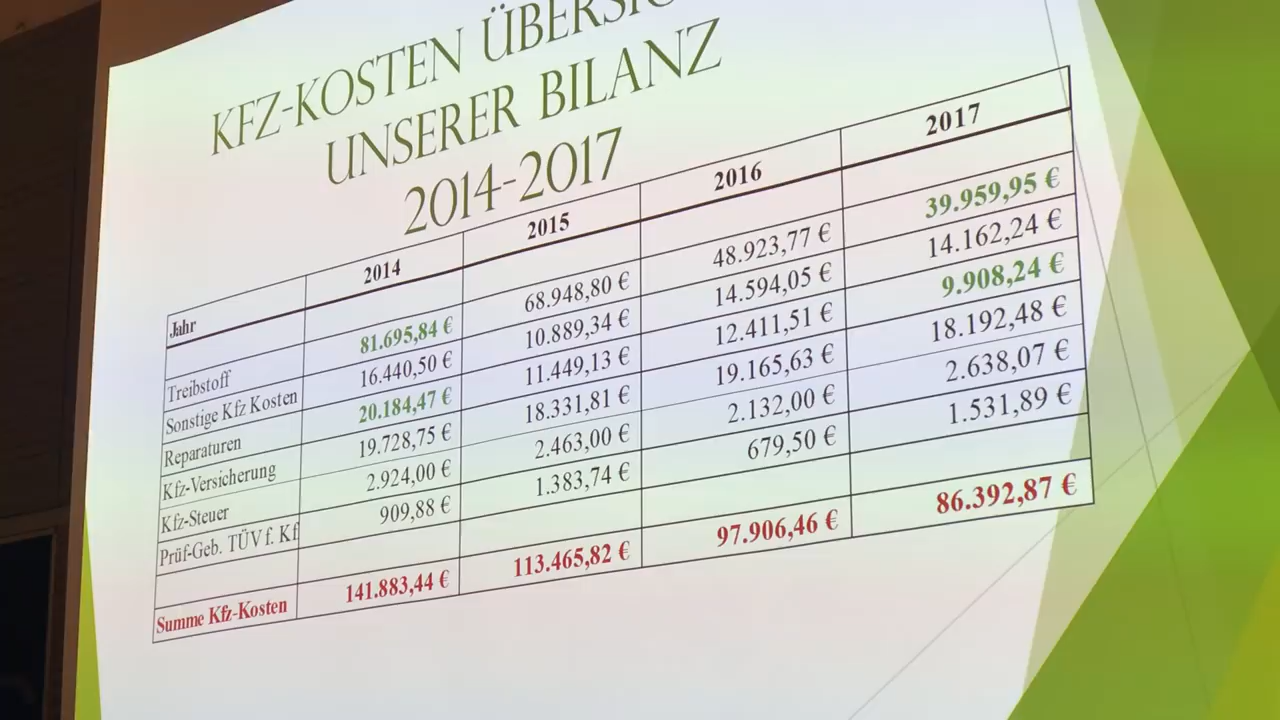 KFZ-KOSTEN
UNSERER BILANZ
2014-2017
Jahr 2014 2015 2016 2017
Treibstoff 81.695,84 € 68.948,80 € 48.923,77 € 39.959,95 €
Sonstige Kfz Kosten 16.440,50 € 10.889,34 € 14.594,05 € 14.162,24 €
Reparaturen 20.184,47 € 11.449,13 € 12.411,51 € 9.908,24 €
Kfz-Versicherung 19.728,75 € 18.331,81 € 19.165,63 € 18.192,48 €
Kfz-Steuer 2.924,00 € 2.463,00 € 2.132,00 € 2.638,07 €
Prüf-Geb. TÜV f. Kf 909,88 € 1.383,74 € 679,50 € 1.531,89 €
Summe Kfz-Kosten 141.883,44 € 113.465,82 € 97.906,46 € 86.392,87 €